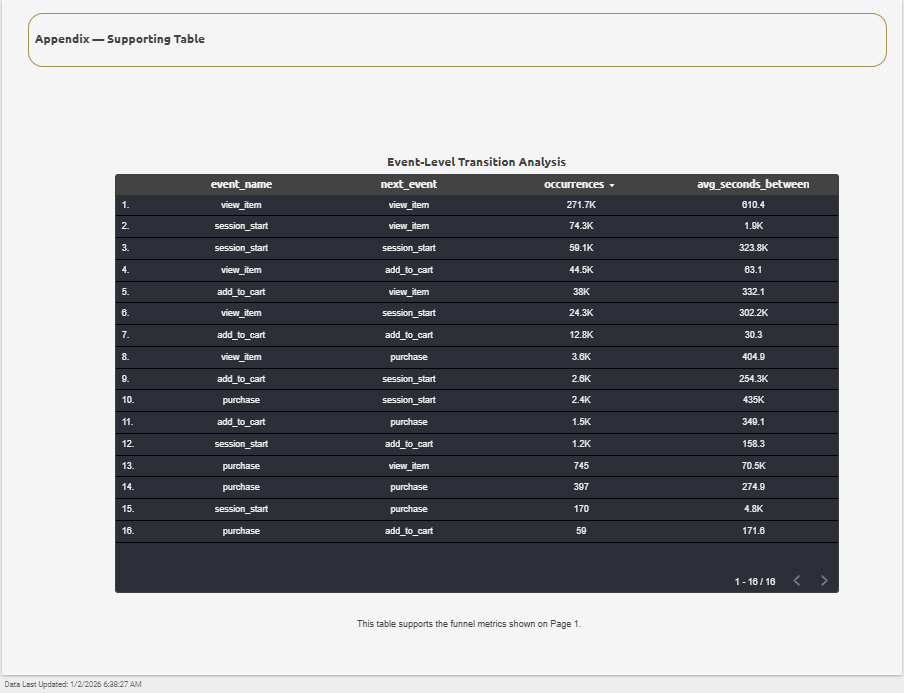 Appendix — Supporting Table
Event-Level Transition Analysis
event_name next_event occurrences avg_seconds_between
1. view_item view_item 271.7K 610.4
2. session_start view_item 74.3K 1.9K
3. session_start session_start 59.1K 323.8K
4. view_item add_to_cart 44.5K 63.1
5. add_to_cart view_item 38K 332.1
6. view_item session_start 24.3K 302.2K
7. add_to_cart add_to_cart 12.8K 30.3
8. view_item purchase 3.6K 404.9
9. add_to_cart session_start 2.6K 254.3K
10. purchase session_start 2.4K 435K
11. add_to_cart purchase 1.5K 349.1
12. session_start add_to_cart 1.2K 158.3
13. purchase view_item 745 70.5K
14. purchase purchase 397 274.9
15. session_start purchase 170 4.8K
16. purchase add_to_cart 59 171.6
1 - 16 / 16
This table supports the funnel metrics shown on Page 1.
Data Last Updated: 1/2/2026 6:38:27 AM